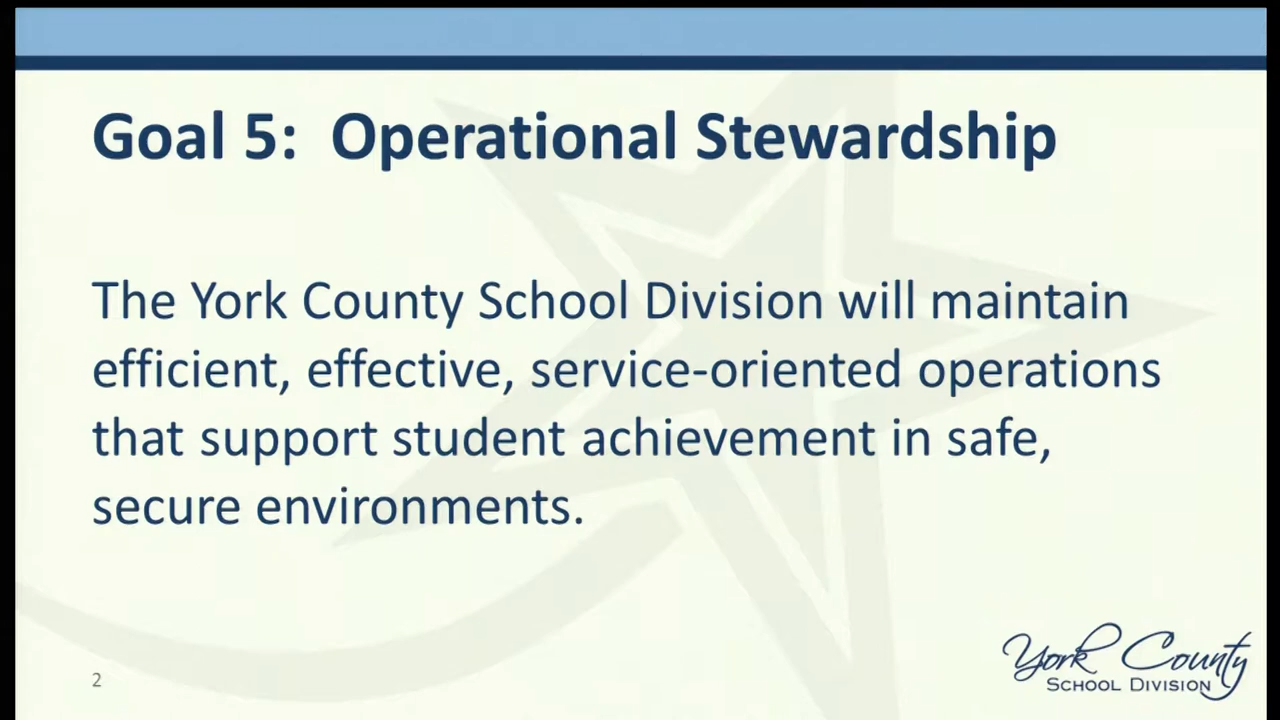 Goal 5: Operational Stewardship
The York County School Division will maintain
efficient, effective, service-oriented operations
that support student achievement in safe,
secure environments.
2
York County
SCHOOL DIVISION